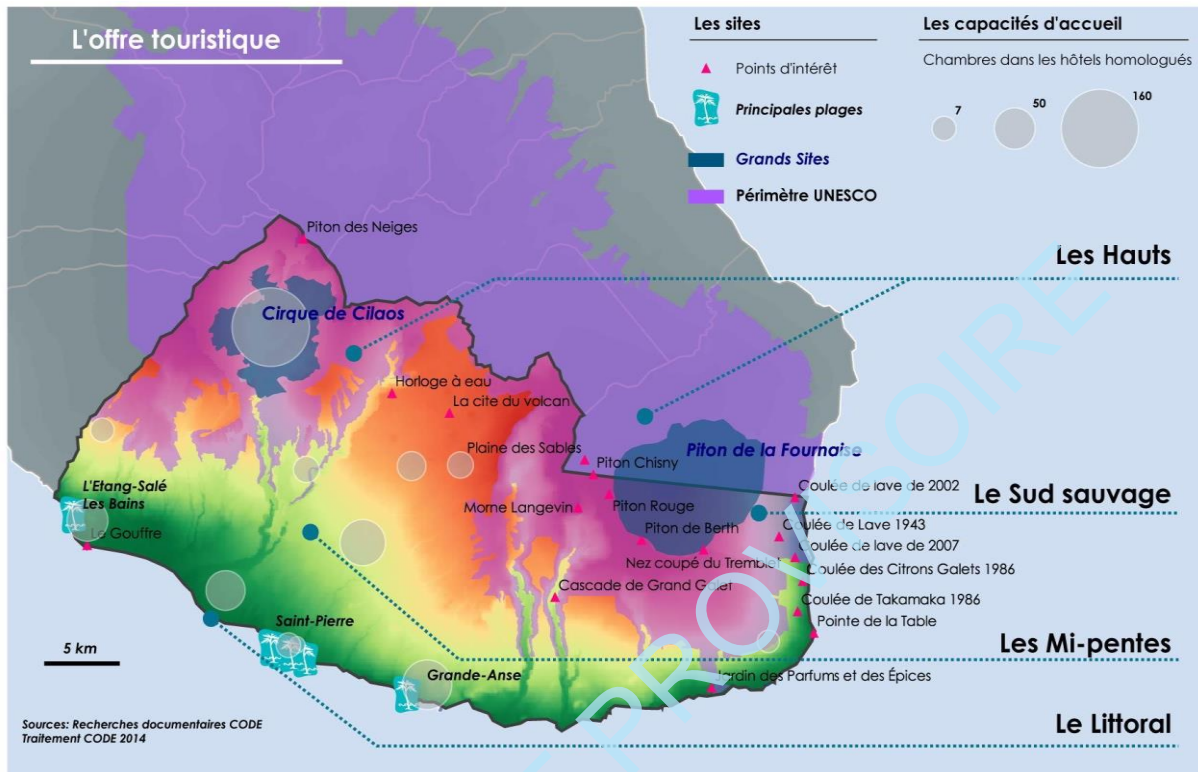 L'offre touristique
Les sites
Points d'intérêt
Principales plages
Grands Sites
Périmètre UNESCO
Les capacités d'accueil
Chambres dans les hôtels homologués
7
50
160
Les Hauts
Le Sud sauvage
Les Mi-pentes
Le Littoral
Piton des Neiges
Cirque de Cilaos
Horloge à eau
La cite du volcan
Plaine des Sables
Piton Chisny
Piton de la Fournaise
Piton Rouge
Morne Langevin
Piton de Berth
Nez coupé du Tremblet
Cascade de Grand Galet
Coulée de lave de 2002
Coulée de Lave 1943
Coulée de lave de 2007
Coulée des Citrons Galets 1986
Coulée de Takamaka 1986
Pointe de la Table
Jardin des Parfums et des Épices
L'Etang-Salé
Les Bains
Le Gouffre
Saint-Pierre
Grande-Anse
5 km
Sources: Recherches documentaires CODE
Traitement CODE 2014
PROVISOIRE